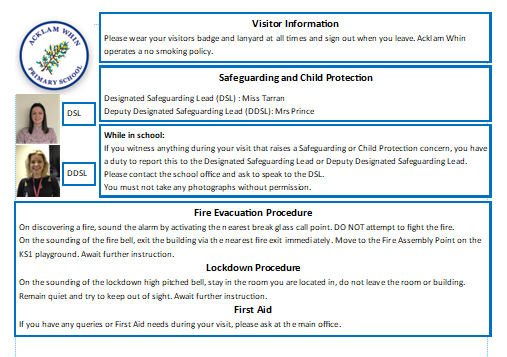 ACKLAM WHIN
PRIMARY SCHOOL
Visitor Information
Please wear your visitors badge and lanyard at all times and sign out when you leave. Acklam Whin
operates a no smoking policy.
Safeguarding and Child Protection
Designated Safeguarding Lead (DSL) : Miss Tarran
Deputy Designated Safeguarding Lead (DDSL): Mrs Prince
DSL
DDSL
While in school:
If you witness anything during your visit that raises a Safeguarding or Child Protection concern, you have
a duty to report this to the Designated Safeguarding Lead or Deputy Designated Safeguarding Lead.
Please contact the school office and ask to speak to the DSL.
You must not take any photographs without permission.
Fire Evacuation Procedure
On discovering a fire, sound the alarm by activating the nearest break glass call point. DO NOT attempt to fight the fire.
On the sounding of the fire bell, exit the building via the nearest fire exit immediately. Move to the Fire Assembly Point on the
KS1 playground. Await further instruction.
Lockdown Procedure
On the sounding of the lockdown high pitched bell, stay in the room you are located in, do not leave the room or building.
Remain quiet and try to keep out of sight. Await further instruction.
First Aid
If you have any queries or First Aid needs during your visit, please ask at the main office.